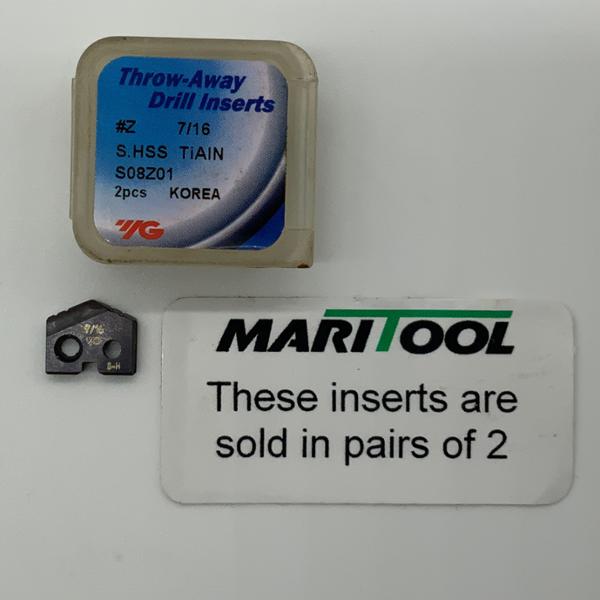 Throw-Away
Drill Inserts
#Z 7/16
S.HSS TiAlN
S08Z01
2pcs KOREA
YG
7/16
YG
S-H
MARITOOL
These inserts are
sold in pairs of 2